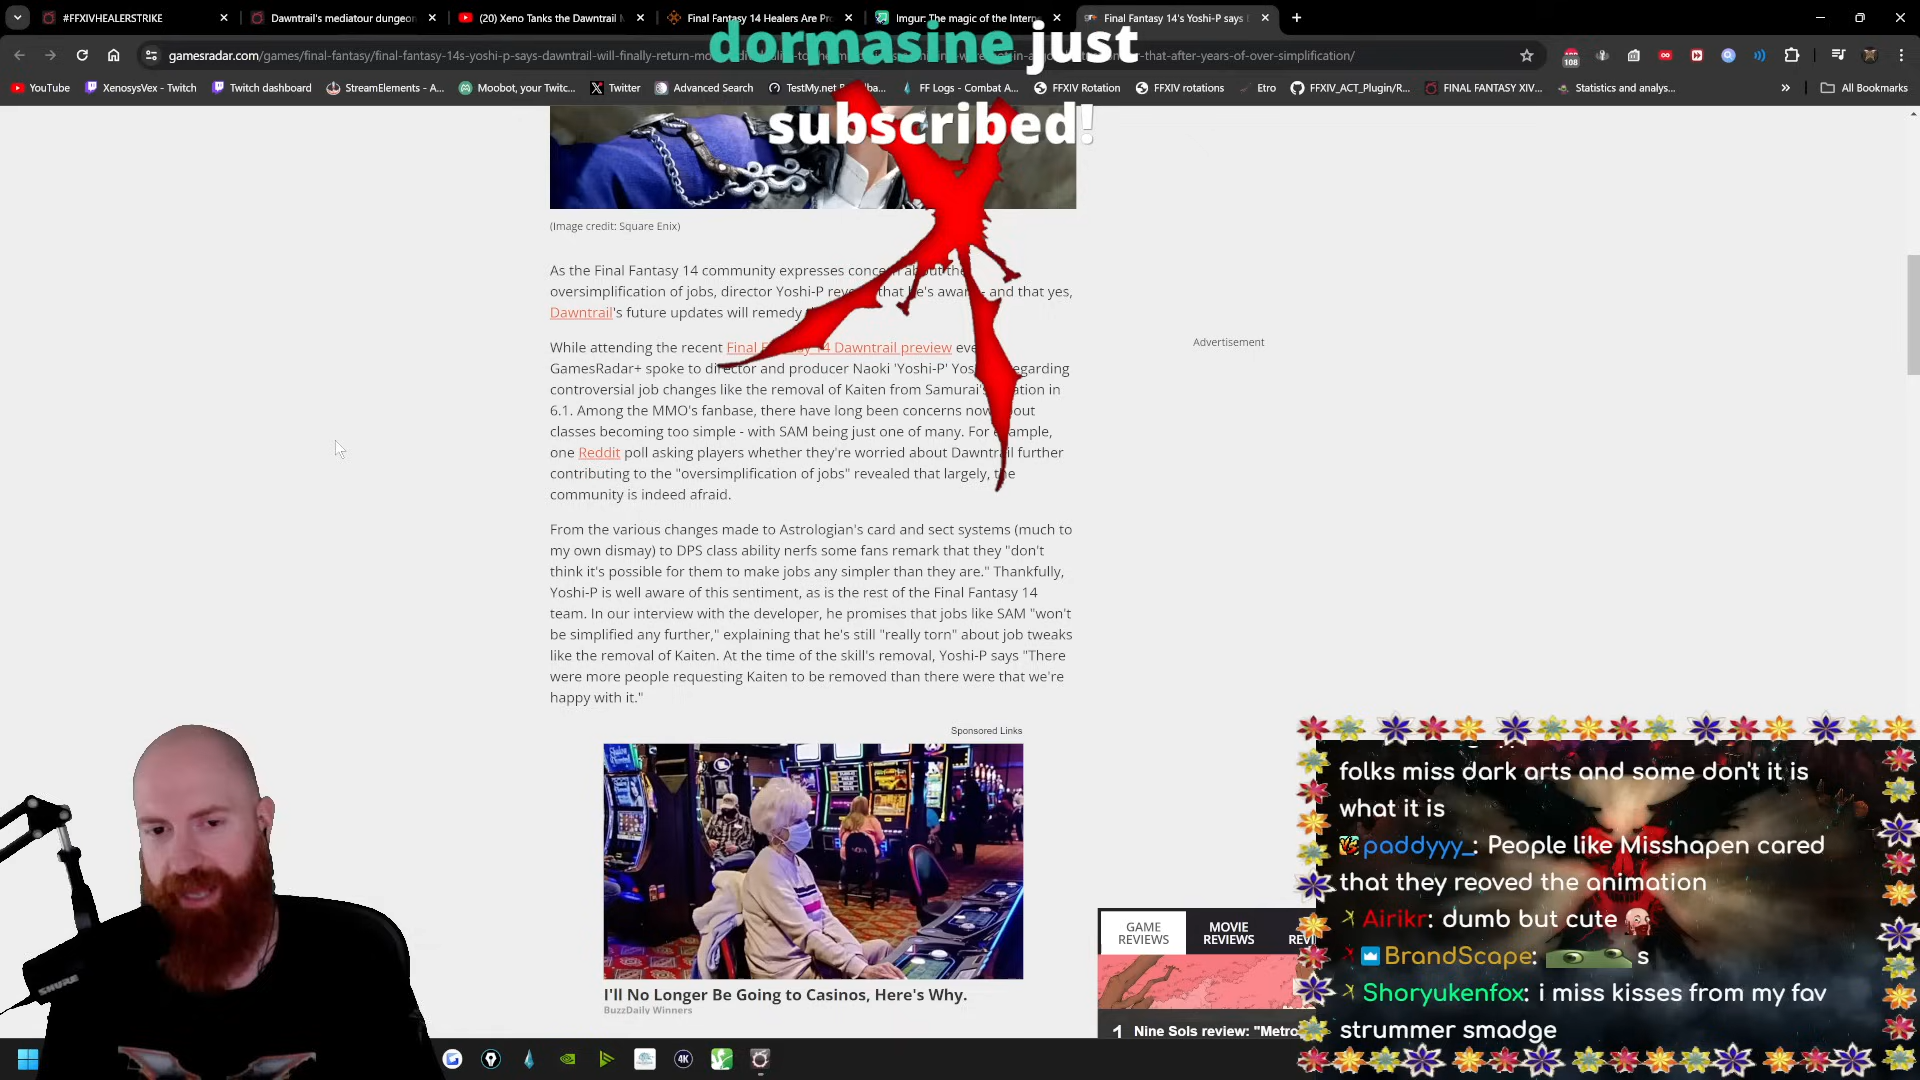 #FFXIVHEALERSTRIKE
Dawntrail's mediatour dungeon
(20) Xeno Tanks the Dawntrail M
Final Fantasy 14 Healers Are Pr
Imgur: The magic of the Intern
Final Fantasy 14's Yoshi-P says
gamesradar.com/games/final-fantasy/final-fantasy-14s-yoshi-p-says-dawntrail-will-finally-return-mo
that-after-years-of-over-simplification/
108
YouTube
XenosysVex - Twitch
Twitch dashboard
StreamElements - A...
Moobot, your Twitc...
Twitter
Advanced Search
TestMy.net
FF Logs - Combat A...
FFXIV Rotation
FFXIV rotations
Etro
FFXIV_ACT_Plugin/R...
FINAL FANTASY XIV...
Statistics and analys...
All Bookmarks
dormasine just
subscribed!
(Image credit: Square Enix)
As the Final Fantasy 14 community expresses concern about the
oversimplification of jobs, director Yoshi-P reve that he's aware - and that yes,
Dawntrail's future updates will remedy
While attending the recent Final Fantasy 14 Dawntrail preview eve
GamesRadar+ spoke to director and producer Naoki 'Yoshi-P' Yos regarding
controversial job changes like the removal of Kaiten from Samurai's ation in
6.1. Among the MMO's fanbase, there have long been concerns now about
classes becoming too simple - with SAM being just one of many. For example,
one Reddit poll asking players whether they're worried about Dawntrail further
contributing to the "oversimplification of jobs" revealed that largely, the
community is indeed afraid.
From the various changes made to Astrologian's card and sect systems (much to
my own dismay) to DPS class ability nerfs some fans remark that they "don't
think it's possible for them to make jobs any simpler than they are." Thankfully,
Yoshi-P is well aware of this sentiment, as is the rest of the Final Fantasy 14
team. In our interview with the developer, he promises that jobs like SAM "won't
be simplified any further," explaining that he's still "really torn" about job tweaks
like the removal of Kaiten. At the time of the skill's removal, Yoshi-P says "There
were more people requesting Kaiten to be removed than there were that we're
happy with it."
Advertisement
Sponsored Links
I'll No Longer Be Going to Casinos, Here's Why.
BuzzDaily Winners
GAME
REVIEWS
MOVIE
REVIEWS
REVI
1 Nine Sols review: "Metro
SHURE
4K
folks miss dark arts and some don't it is
what it is
paddyyy_: People like Misshapen cared
that they reoved the animation
Airikr: dumb but cute
BrandScape: s
Shoryukenfox: i miss kisses from my fav
strummer smadge